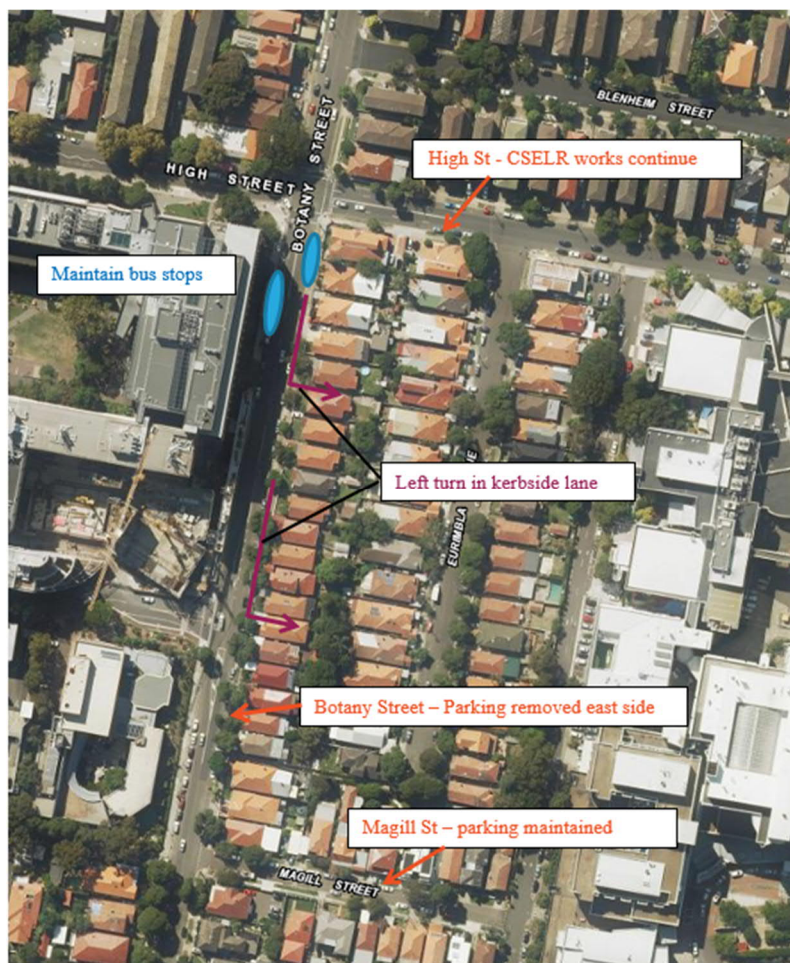 BLENHEIM STREET
BOTANY STREET
High St - CSELR works continue
HIGH STREET
Maintain bus stops
Left turn in kerbside lane
EURIMBLA
Botany Street – Parking removed east side
Magill St – parking maintained
MAGILL STREET